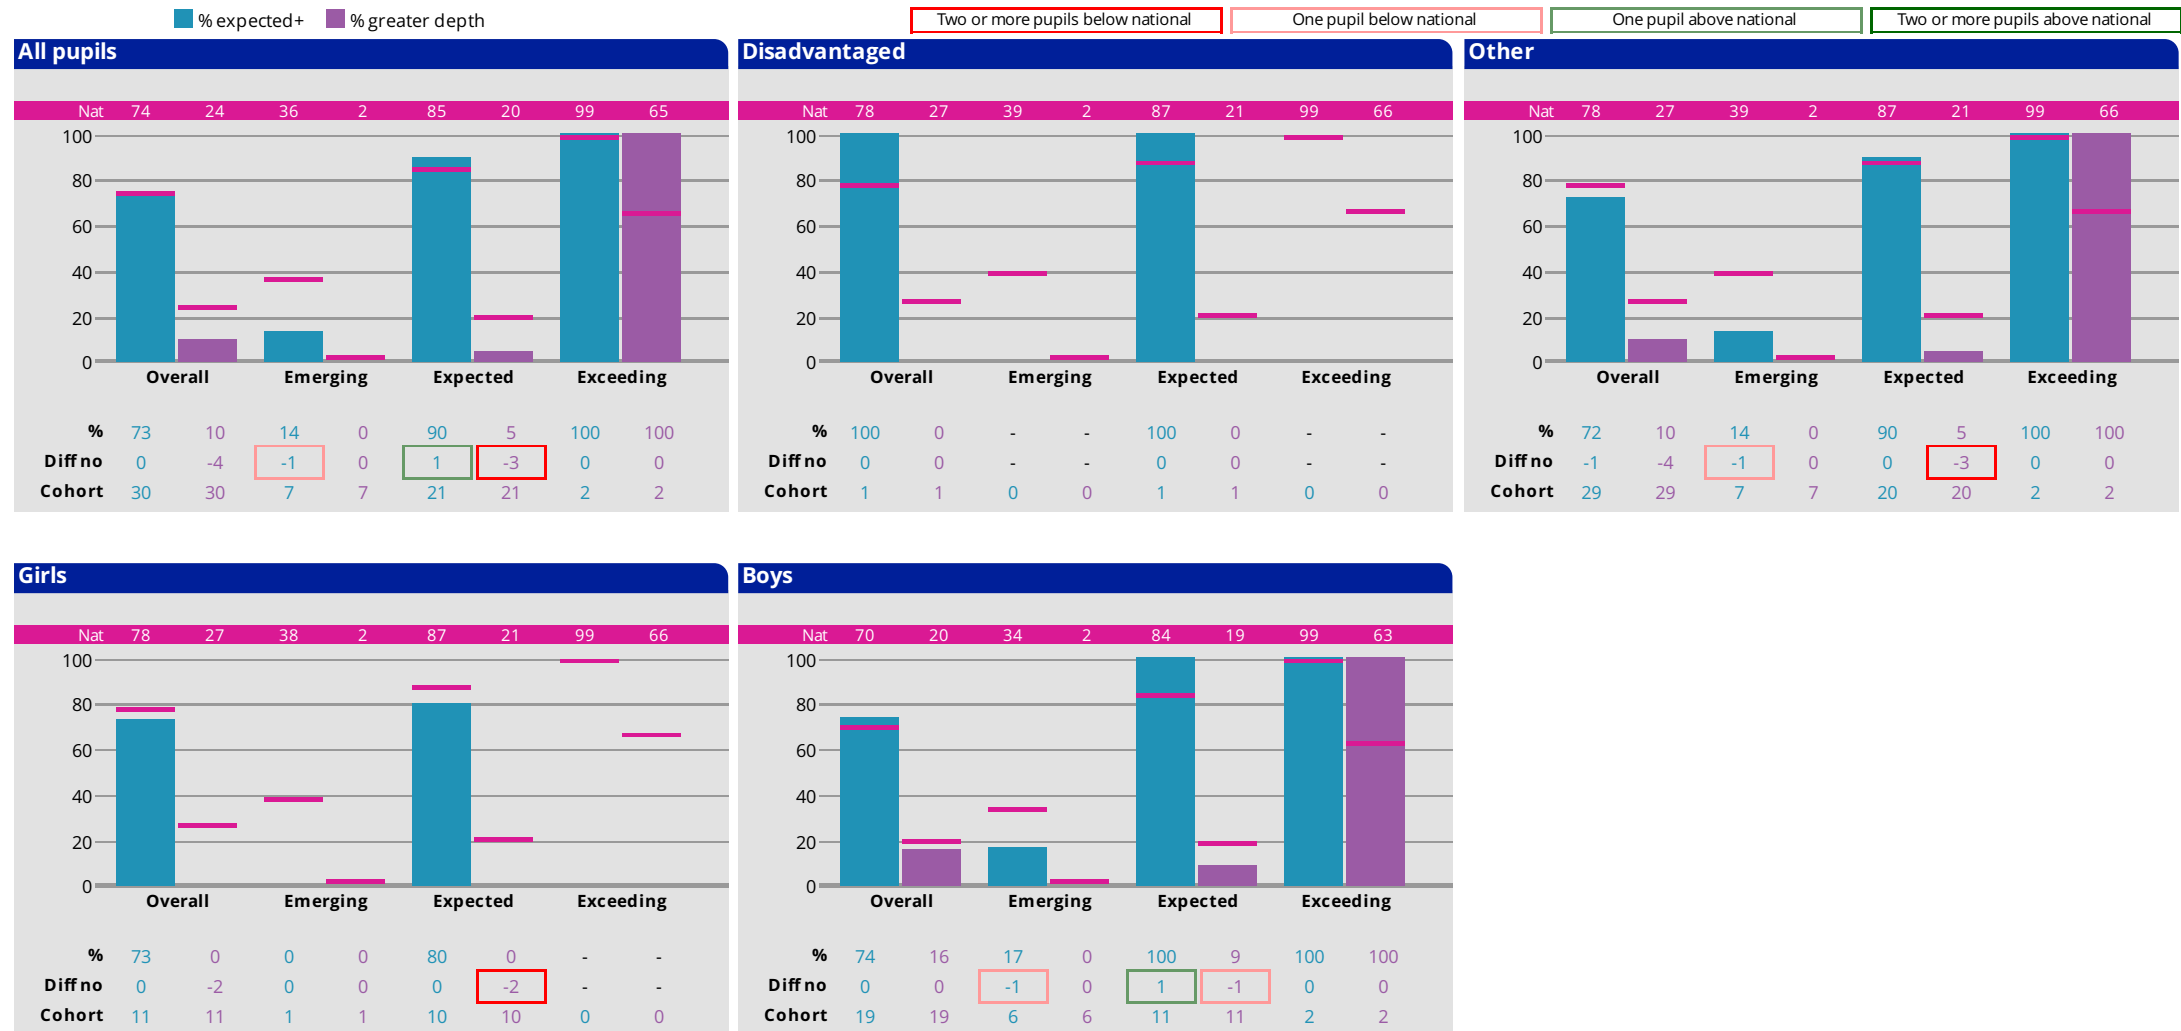 % expected+ % greater depth
Two or more pupils below national One pupil below national One pupil above national Two or more pupils above national
All pupils
Nat 74 24 36 2 85 20 99 65
100
80
60
40
20
0
Overall Emerging Expected Exceeding
% 73 10 14 0 90 5 100 100
Diff no 0 -4 -1 0 1 -3 0 0
Cohort 30 30 7 7 21 21 2 2
Disadvantaged
Nat 78 27 39 2 87 21 99 66
100
80
60
40
20
0
Overall Emerging Expected Exceeding
% 100 0 - - 100 0 - -
Diff no 0 0 - - 0 0 - -
Cohort 1 1 0 0 1 1 0 0
Other
Nat 78 27 39 2 87 21 99 66
100
80
60
40
20
0
Overall Emerging Expected Exceeding
% 72 10 14 0 90 5 100 100
Diff no -1 -4 -1 0 0 -3 0 0
Cohort 29 29 7 7 20 20 2 2
Girls
Nat 78 27 38 2 87 21 99 66
100
80
60
40
20
0
Overall Emerging Expected Exceeding
% 73 0 0 0 80 0 - -
Diff no 0 -2 0 0 0 -2 - -
Cohort 11 11 1 1 10 10 0 0
Boys
Nat 70 20 34 2 84 19 99 63
100
80
60
40
20
0
Overall Emerging Expected Exceeding
% 74 16 17 0 100 9 100 100
Diff no 0 0 -1 0 1 -1 0 0
Cohort 19 19 6 6 11 11 2 2